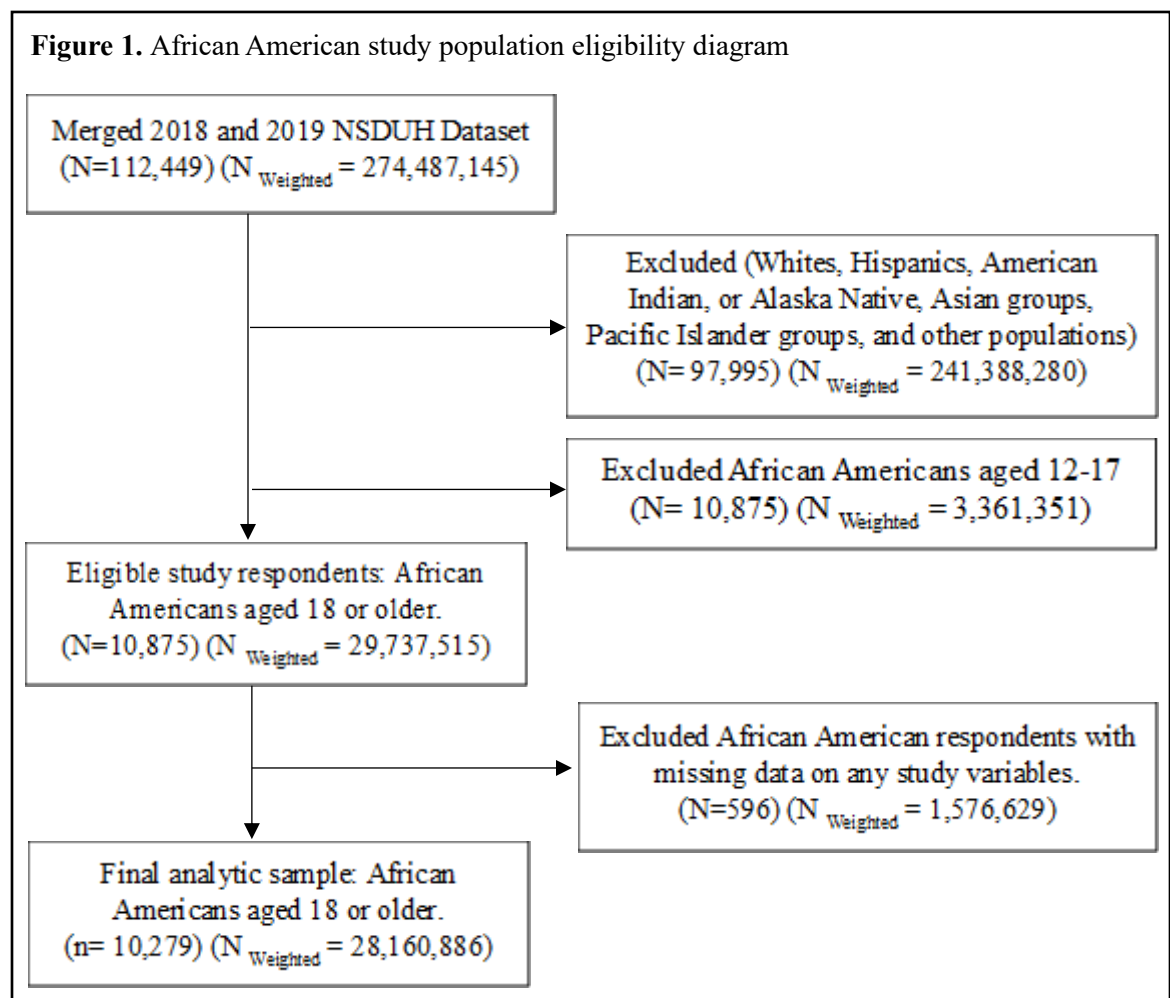 Figure 1. African American study population eligibility diagram
Merged 2018 and 2019 NSDUH Dataset
(N=112,449) (N Weighted = 274,487,145)
Excluded (Whites, Hispanics, American
Indian, or Alaska Native, Asian groups,
Pacific Islander groups, and other populations)
(N= 97,995) (N Weighted = 241,388,280)
Excluded African Americans aged 12-17
(N= 10,875) (N Weighted = 3,361,351)
Eligible study respondents: African
Americans aged 18 or older.
(N=10,875) (N Weighted = 29,737,515)
Excluded African American respondents with
missing data on any study variables.
(N=596) (N Weighted = 1,576,629)
Final analytic sample: African
Americans aged 18 or older.
(n= 10,279) (N Weighted = 28,160,886)